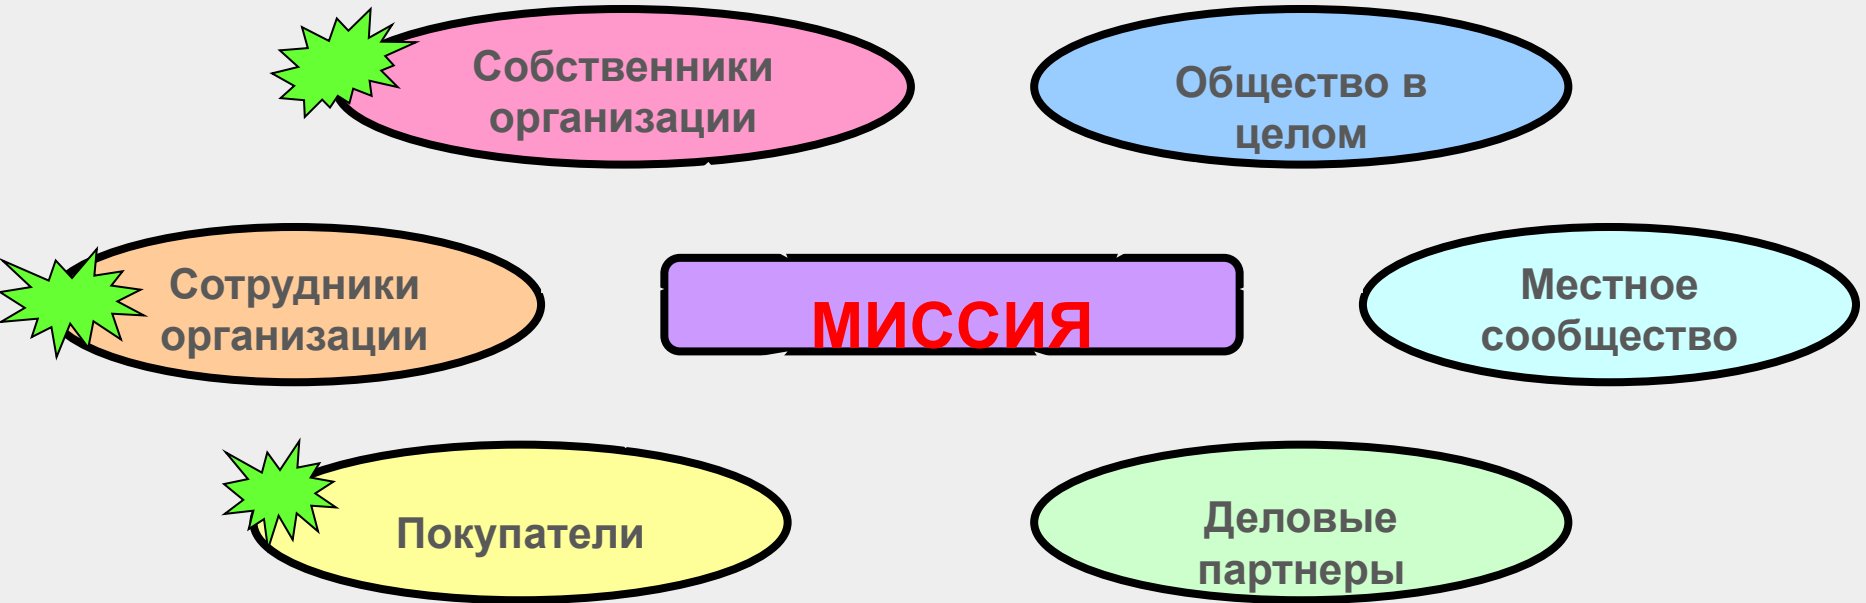 Собственники
организации
Общество в
целом
Сотрудники
организации
МИССИЯ
Местное
сообщество
Покупатели
Деловые
партнеры